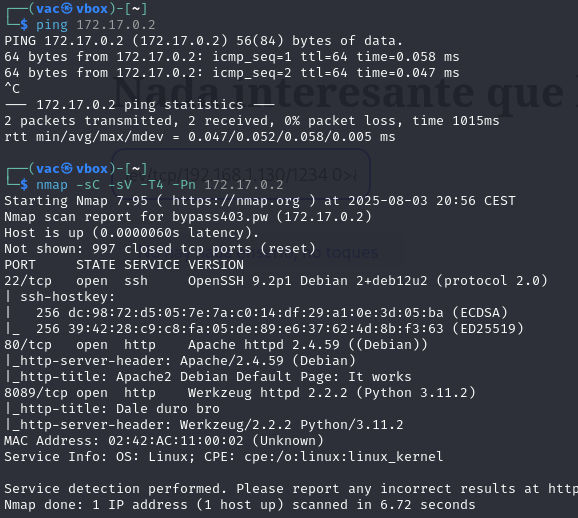 ┌──(vac㉿vbox)-[~]
└─$ ping 172.17.0.2
PING 172.17.0.2 (172.17.0.2) 56(84) bytes of data.
64 bytes from 172.17.0.2: icmp_seq=1 ttl=64 time=0.058 ms
64 bytes from 172.17.0.2: icmp_seq=2 ttl=64 time=0.047 ms
^C
--- 172.17.0.2 ping statistics ---
2 packets transmitted, 2 received, 0% packet loss, time 1015ms
rtt min/avg/max/mdev = 0.047/0.052/0.058/0.005 ms
Nada interesante que
┌──(vac㉿vbox)-[~]
└─$ nmap -sC -sV -T4 -Pn 172.17.0.2
/tcp/192.168.1.130/1234 0>
Starting Nmap 7.95 ( https://nmap.org ) at 2025-08-03 20:56 CEST
Nmap scan report for bypass403.pw (172.17.0.2)
Host is up (0.0000060s latency).
Not shown: 997 closed tcp ports (reset)
no toques
PORT     STATE SERVICE VERSION
22/tcp   open  ssh     OpenSSH 9.2p1 Debian 2+deb12u2 (protocol 2.0)
| ssh-hostkey:
|   256 dc:98:72:d5:05:7e:7a:c0:14:df:29:a1:0e:3d:05:ba (ECDSA)
|_  256 39:42:28:c9:c8:fa:05:de:89:e6:37:62:4d:8b:f3:63 (ED25519)
80/tcp   open  http    Apache httpd 2.4.59 ((Debian))
|_http-server-header: Apache/2.4.59 (Debian)
|_http-title: Apache2 Debian Default Page: It works
8089/tcp open  http    Werkzeug httpd 2.2.2 (Python 3.11.2)
|_http-title: Dale duro bro
|_http-server-header: Werkzeug/2.2.2 Python/3.11.2
MAC Address: 02:42:AC:11:00:02 (Unknown)
Service Info: OS: Linux; CPE: cpe:/o:linux:linux_kernel
Service detection performed. Please report any incorrect results at http
Nmap done: 1 IP address (1 host up) scanned in 6.72 seconds